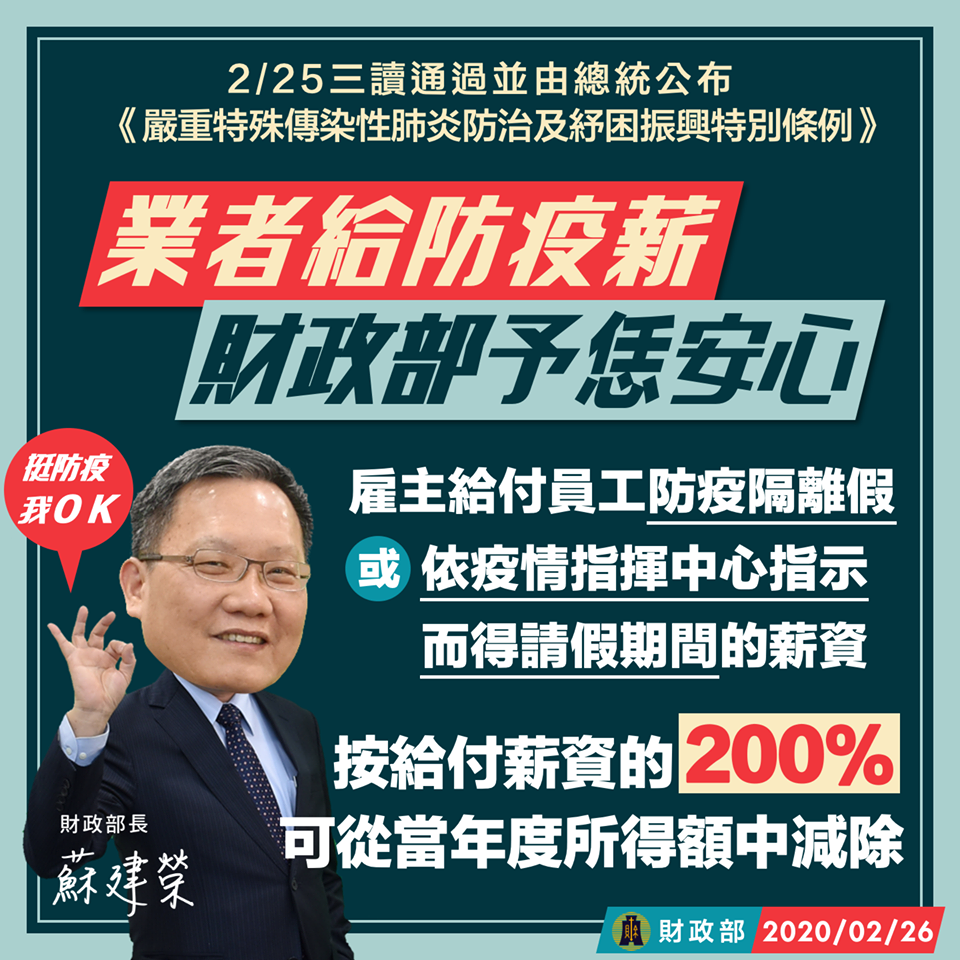 2/25三讀通過並由總統公布
《嚴重特殊傳染性肺炎防治及紓困振興特別條例》
業者給防疫薪
財政部予恁安心
挺防疫
我OK
雇主給付員工防疫隔離假
或 依疫情指揮中心指示
而得請假期間的薪資
按給付薪資的200%
可從當年度所得額中減除
財政部長
蘇建榮
財政部 2020/02/26